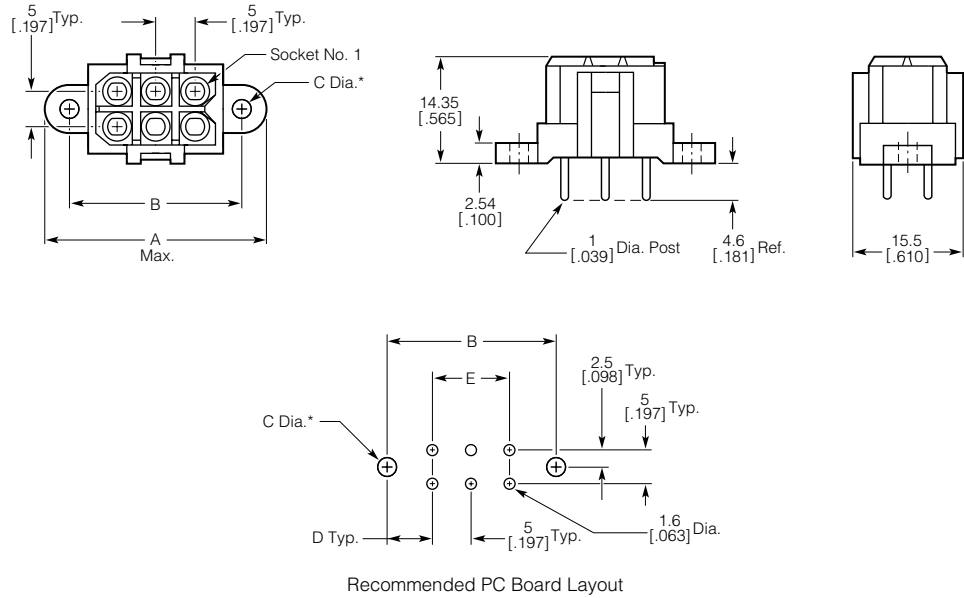 5
[.197] Typ.
5
[.197] Typ.
Socket No. 1
C Dia.*
B
A
Max.
14.35
[.565]
2.54
[.100]
1
[.039] Dia. Post
4.6
[.181] Ref.
15.5
[.610]
B
E
2.5
[.098] Typ.
5
[.197] Typ.
C Dia.*
D Typ.
5
[.197] Typ.
1.6
[.063] Dia.
Recommended PC Board Layout